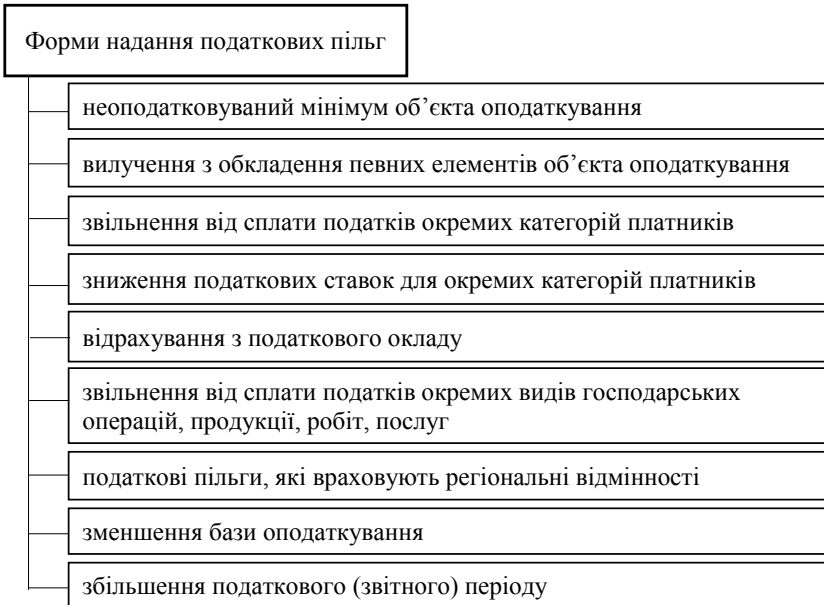 Форми надання податкових пільг
неоподатковуваний мінімум об’єкта оподаткування
вилучення з обкладення певних елементів об’єкта оподаткування
звільнення від сплати податків окремих категорій платників
зниження податкових ставок для окремих категорій платників
відрахування з податкового окладу
звільнення від сплати податків окремих видів господарських
операцій, продукції, робіт, послуг
податкові пільги, які враховують регіональні відмінності
зменшення бази оподаткування
збільшення податкового (звітного) періоду